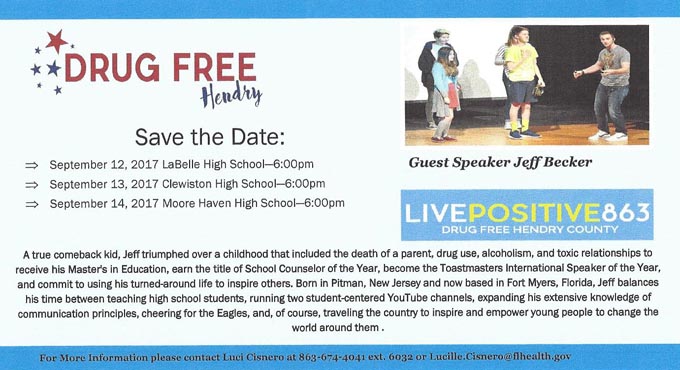 DRUG FREE
Hendry
Save the Date:
⇒ September 12, 2017 LaBelle High School—6:00pm
⇒ September 13, 2017 Clewiston High School—6:00pm
⇒ September 14, 2017 Moore Haven High School—6:00pm
Guest Speaker Jeff Becker
LIVEPOSITIVE863
DRUG FREE HENDRY COUNTY
A true comeback kid, Jeff triumphed over a childhood that included the death of a parent, drug use, alcoholism, and toxic relationships to
receive his Master's in Education, earn the title of School Counselor of the Year, become the Toastmasters International Speaker of the Year,
and commit to using his turned-around life to inspire others. Born in Pitman, New Jersey and now based in Fort Myers, Florida, Jeff balances
his time between teaching high school students, running two student-centered YouTube channels, expanding his extensive knowledge of
communication principles, cheering for the Eagles, and, of course, traveling the country to inspire and empower young people to change the
world around them .
For More Information please contact Luci Cisnero at 863-674-4041 ext. 6032 or Lucille.Cisnero@flhealth.gov